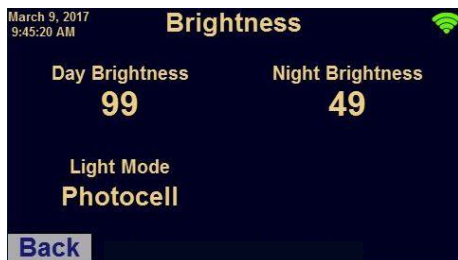 March 9, 2017
9:45:20 AM
Brightness
Day Brightness
99
Night Brightness
49
Light Mode
Photocell
Back